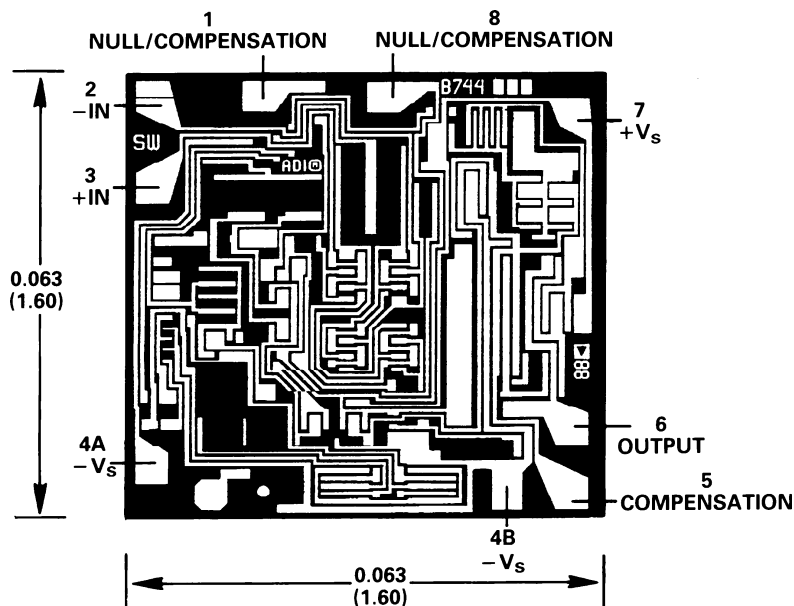 1
NULL/COMPENSATION
8
NULL/COMPENSATION
2
−IN
B744
7
+VS
SW
ADI®
3
+IN
0.063
(1.60)
88
6
OUTPUT
4A
−VS
5
COMPENSATION
4B
−VS
0.063
(1.60)